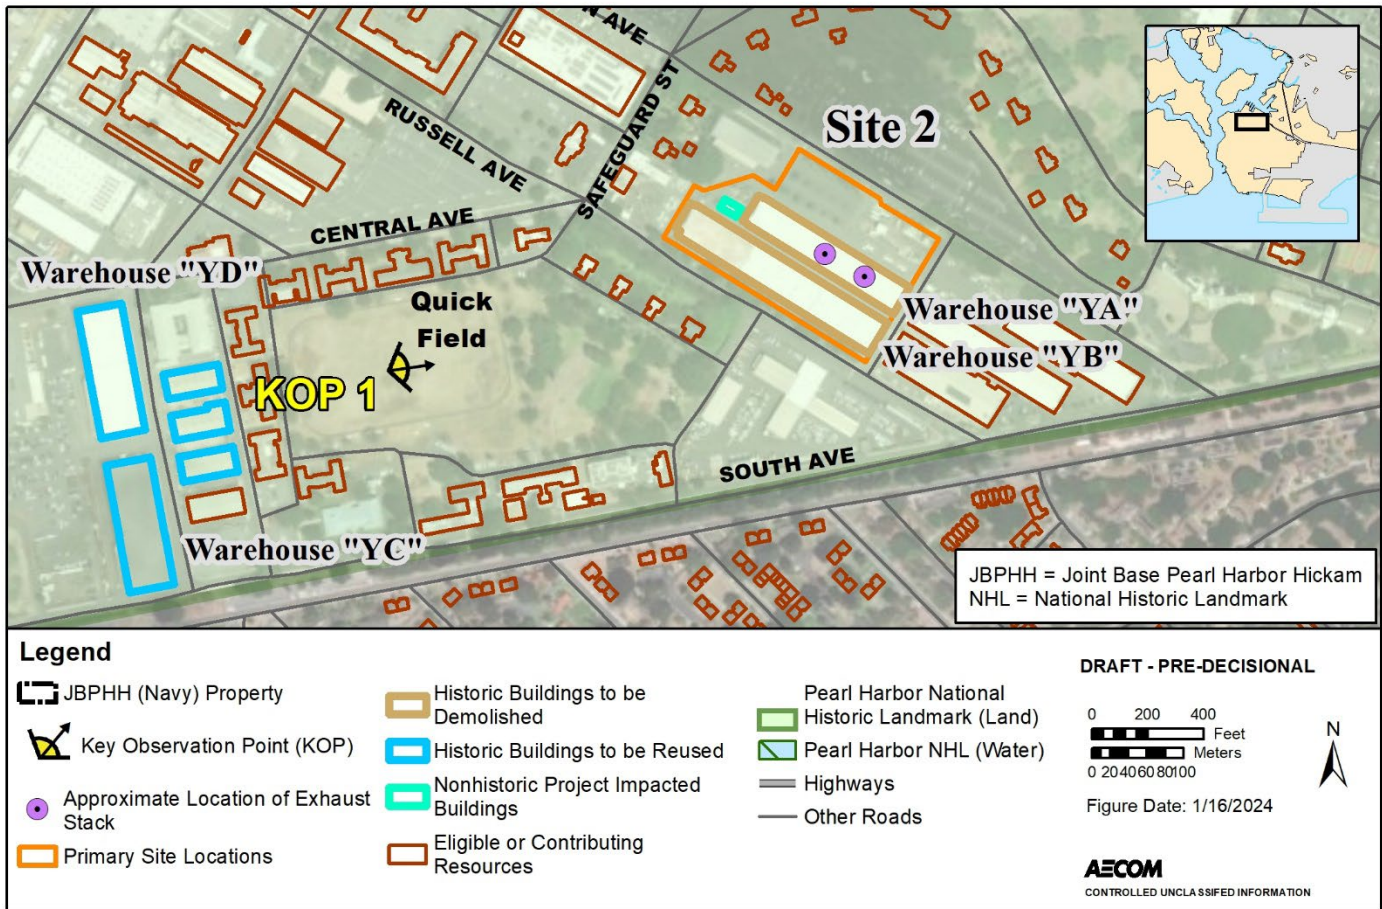 N AVE
SAFEGUARD ST
RUSSELL AVE
Site 2
CENTRAL AVE
Warehouse "YD"
Quick
Field
Warehouse "YA"
Warehouse "YB"
KOP 1
SOUTH AVE
Warehouse "YC"
JBPHH = Joint Base Pearl Harbor Hickam
NHL = National Historic Landmark
Legend
JBPHH (Navy) Property
Key Observation Point (KOP)
Approximate Location of Exhaust
Stack
Primary Site Locations
Historic Buildings to be
Demolished
Historic Buildings to be Reused
Nonhistoric Project Impacted
Buildings
Eligible or Contributing
Resources
Pearl Harbor National
Historic Landmark (Land)
Pearl Harbor NHL (Water)
Highways
Other Roads
DRAFT - PRE-DECISIONAL
0 200 400
Feet
Meters
0 20 40 60 80 100
N
Figure Date: 1/16/2024
AECOM
CONTROLLED UNCLASSIFED INFORMATION